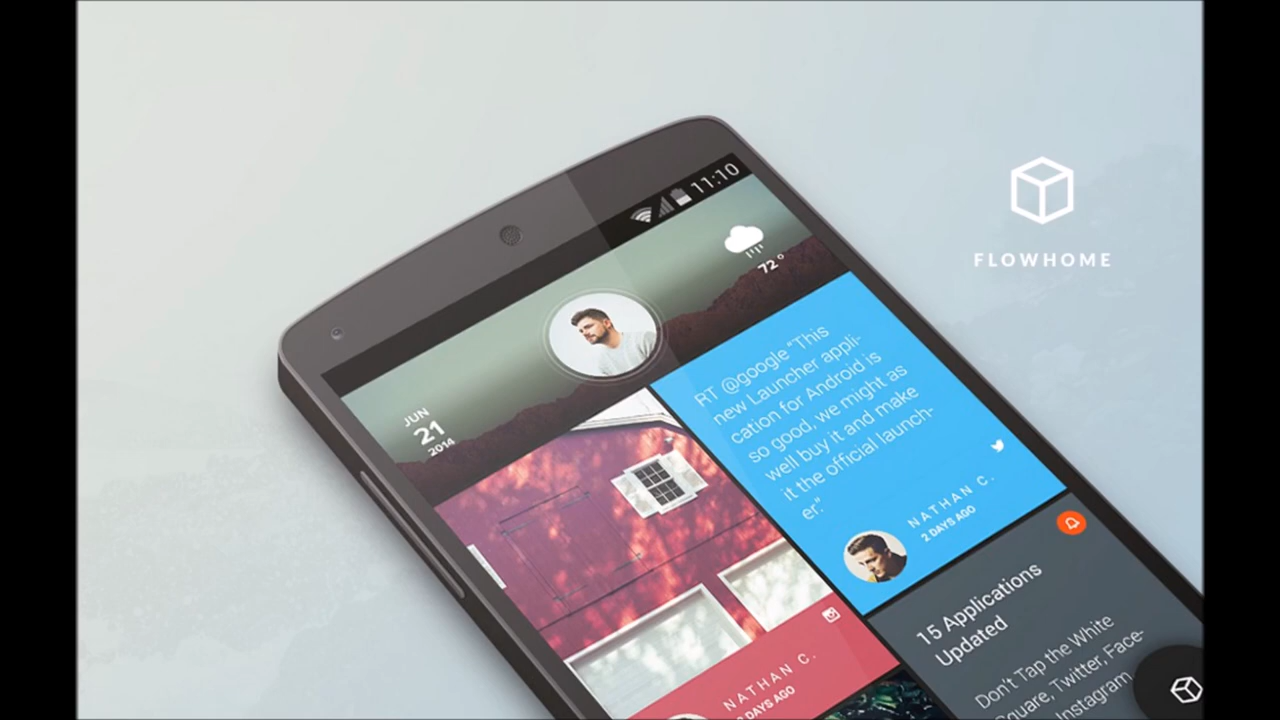 11:10
FLOWHOME
72°
JUN
21
2014
RT @google "This
new Launcher appli-
cation for Android is
so good, we might as
well buy it and make
it the official launch-
er".
NATHAN C.
2 DAYS AGO
15 Applications
Updated
Don't Tap the White
Square, Twitter, Face-
Instagram
NATHAN C.
2 DAYS AGO